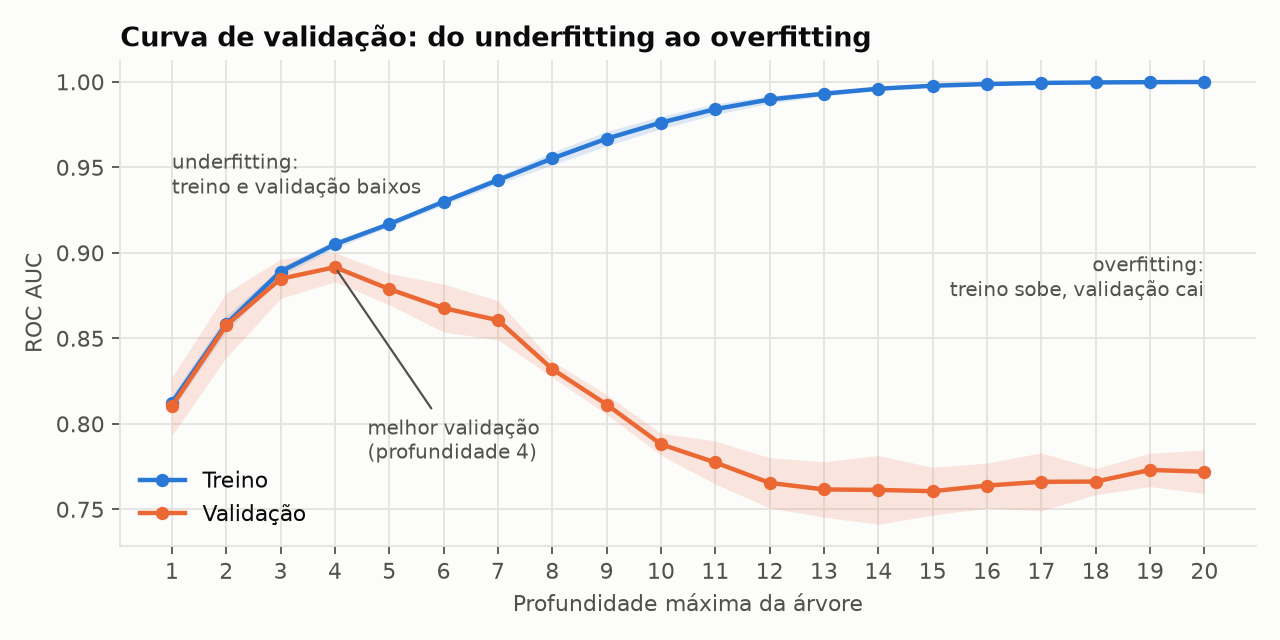 Curva de validação: do underfitting ao overfitting
ROC AUC
1.00
0.95
0.90
0.85
0.80
0.75
underfitting:
treino e validação baixos
overfitting:
treino sobe, validação cai
melhor validação
(profundidade 4)
Treino
Validação
1 2 3 4 5 6 7 8 9 10 11 12 13 14 15 16 17 18 19 20
Profundidade máxima da árvore